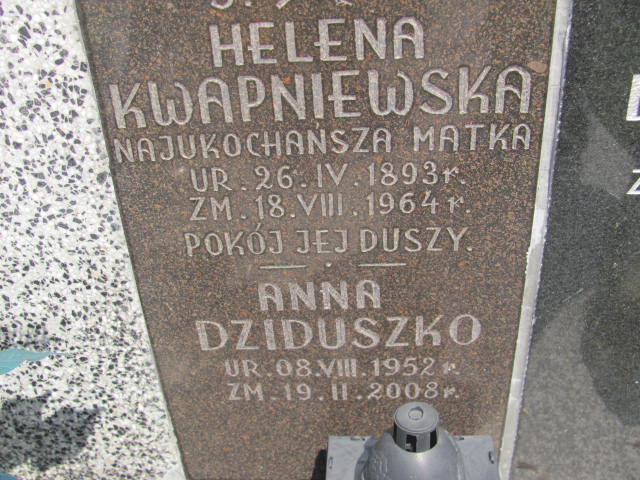 HELENA
KWAPNIEWSKA
NAJUKOCHAŃSZA MATKA
UR. 26. IV. 1893 r.
ZM. 18. VIII. 1964 r.
POKÓJ JEJ DUSZY.
ANNA
DZIDUSZKO
UR. 08. VIII. 1952 r.
ZM. 19. II. 2008 r.